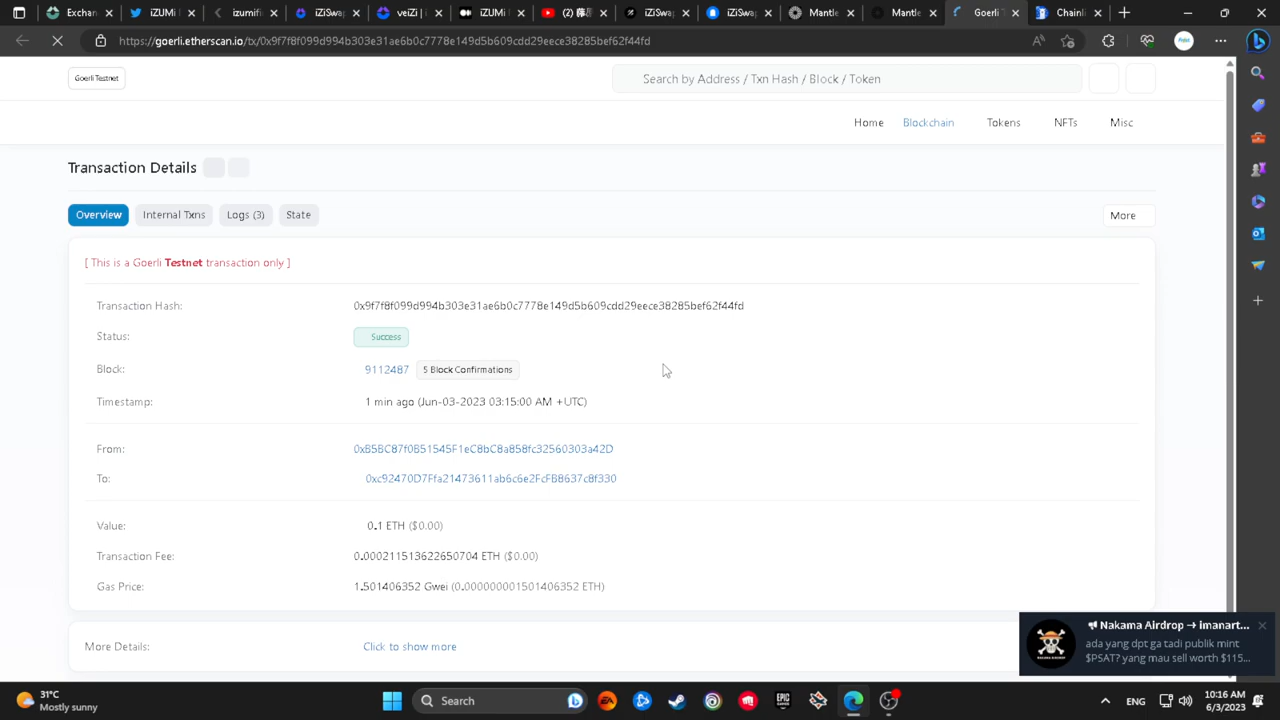 Exchan
iZUMi
izumifi
iZiSwa
veiZi |
iZUMi
iZiSwa
iZiSwa
Mantle
Mantle
Goerli T
Chainl
https://goerli.etherscan.io/tx/0x9f7f8f099d994b303e31ae6b0c7778e149d5b609cdd29eece38285bef62f44fd
Goerli Testnet
Search by Address / Txn Hash / Block / Token
Home Blockchain Tokens NFTs Misc
Transaction Details
Overview Internal Txns Logs (3) State More
[ This is a Goerli Testnet transaction only ]
Transaction Hash: 0x9f7f8f099d994b303e31ae6b0c7778e149d5b609cdd29eece38285bef62f44fd
Status: Success
Block: 9112487 5 Block Confirmations
Timestamp: 1 min ago (Jun-03-2023 03:15:00 AM +UTC)
From: 0xB5BC87f0B51545F1eC8bC8a858fc32560303a42D
To: 0xc92470D7Ffa21473611ab6c6e2FcFB8637c8f330
Value: 0.1 ETH ($0.00)
Transaction Fee: 0.000211513622650704 ETH ($0.00)
Gas Price: 1.501406352 Gwei (0.000000001501406352 ETH)
More Details: Click to show more
Nakama Airdrop → imanart...
ada yang dpt ga tadi publik mint
$PSAT? yang mau sell worth $115...
31°C
Mostly sunny
Search
EPIC
ENG
10:16 AM
6/3/2023